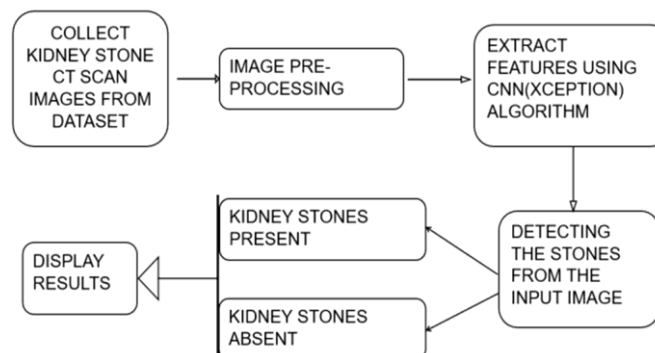 COLLECT
KIDNEY STONE
CT SCAN
IMAGES FROM
DATASET
IMAGE PRE-
PROCESSING
EXTRACT
FEATURES USING
CNN(XCEPTION)
ALGORITHM
DETECTING
THE STONES
FROM THE
INPUT IMAGE
KIDNEY STONES
PRESENT
KIDNEY STONES
ABSENT
DISPLAY
RESULTS